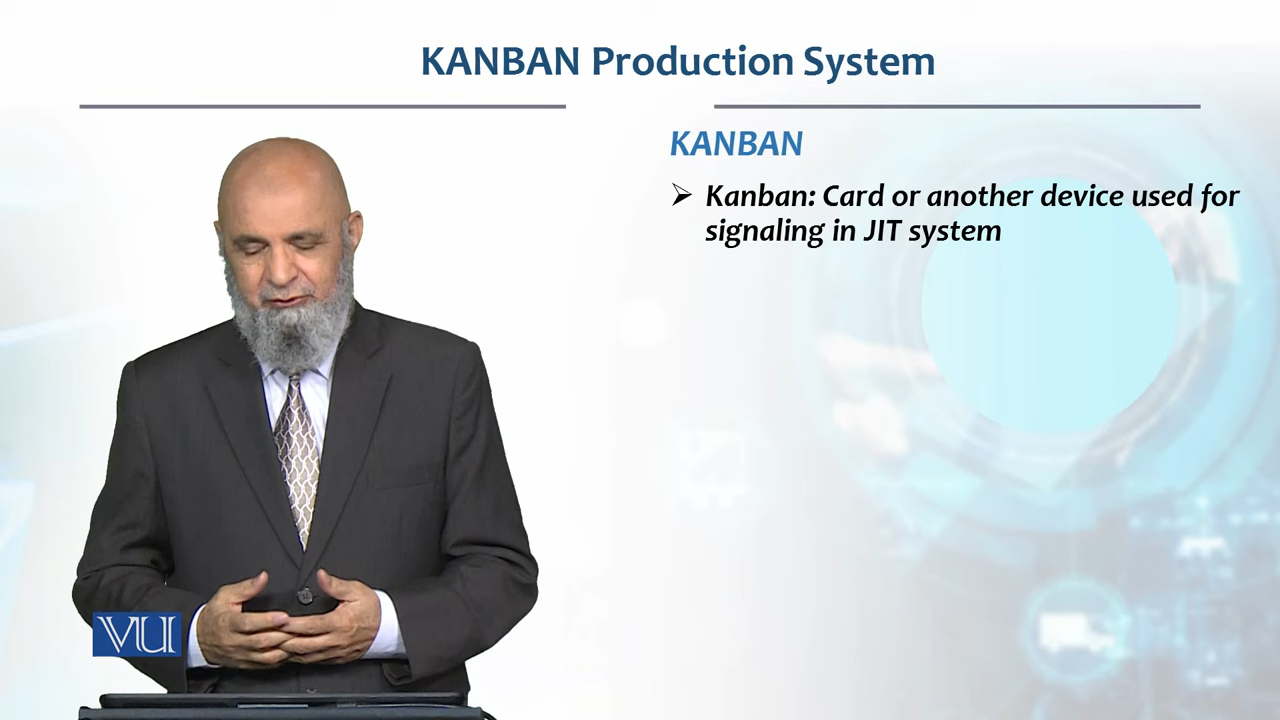 KANBAN Production System
KANBAN
➢ Kanban: Card or another device used for
signaling in JIT system
VU